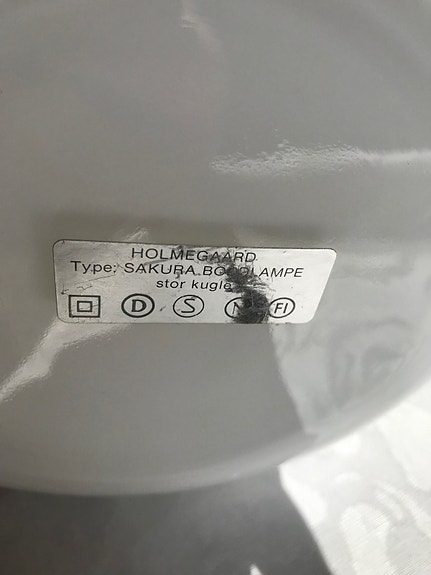 HOLMEGAARD
Type: SAKURA BORDLAMPE
stor kugle
D S N FI